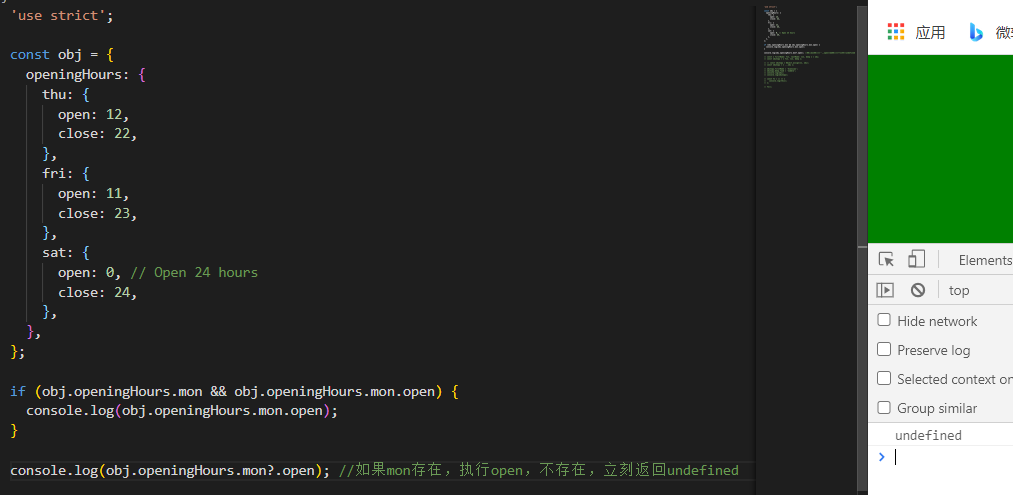 'use strict';
const obj = {
openingHours: {
thu: {
open: 12,
close: 22,
},
fri: {
open: 11,
close: 23,
},
sat: {
open: 0, // Open 24 hours
close: 24,
},
},
};
if (obj.openingHours.mon && obj.openingHours.mon.open) {
console.log(obj.openingHours.mon.open);
}
console.log(obj.openingHours.mon?.open); //如果mon存在，执行open，不存在，立刻返回undefined
应用 微
Elements
top
Hide network
Preserve log
Selected context
Group similar
undefined
>